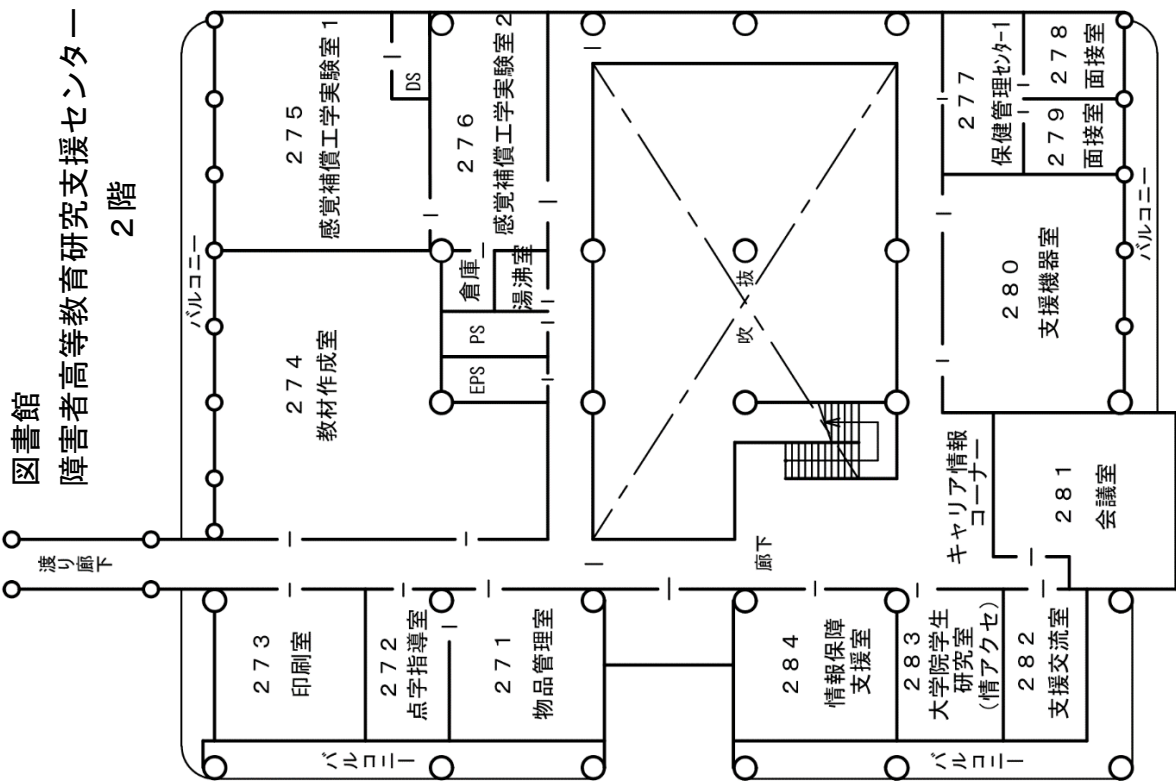 図書館
障害者高等教育研究支援センター
２階
渡り廊下
バルコニー
２７３
印刷室
２７２
点字指導室
２７１
物品管理室
バルコニー
２７４
教材作成室
EPS
PS
倉庫
湯沸室
２７５
感覚補償工学実験室１
DS
２７６
感覚補償工学実験室２
吹抜
廊下
２８４
情報保障
支援室
２８３
大学院学生
研究室
(情アクセ)
２８２
支援交流室
バルコニー
キャリア情報
コーナー
２８１
会議室
２８０
支援機器室
２７７
保健管理センター1
２７９
面接室
２７８
面接室
バルコニー